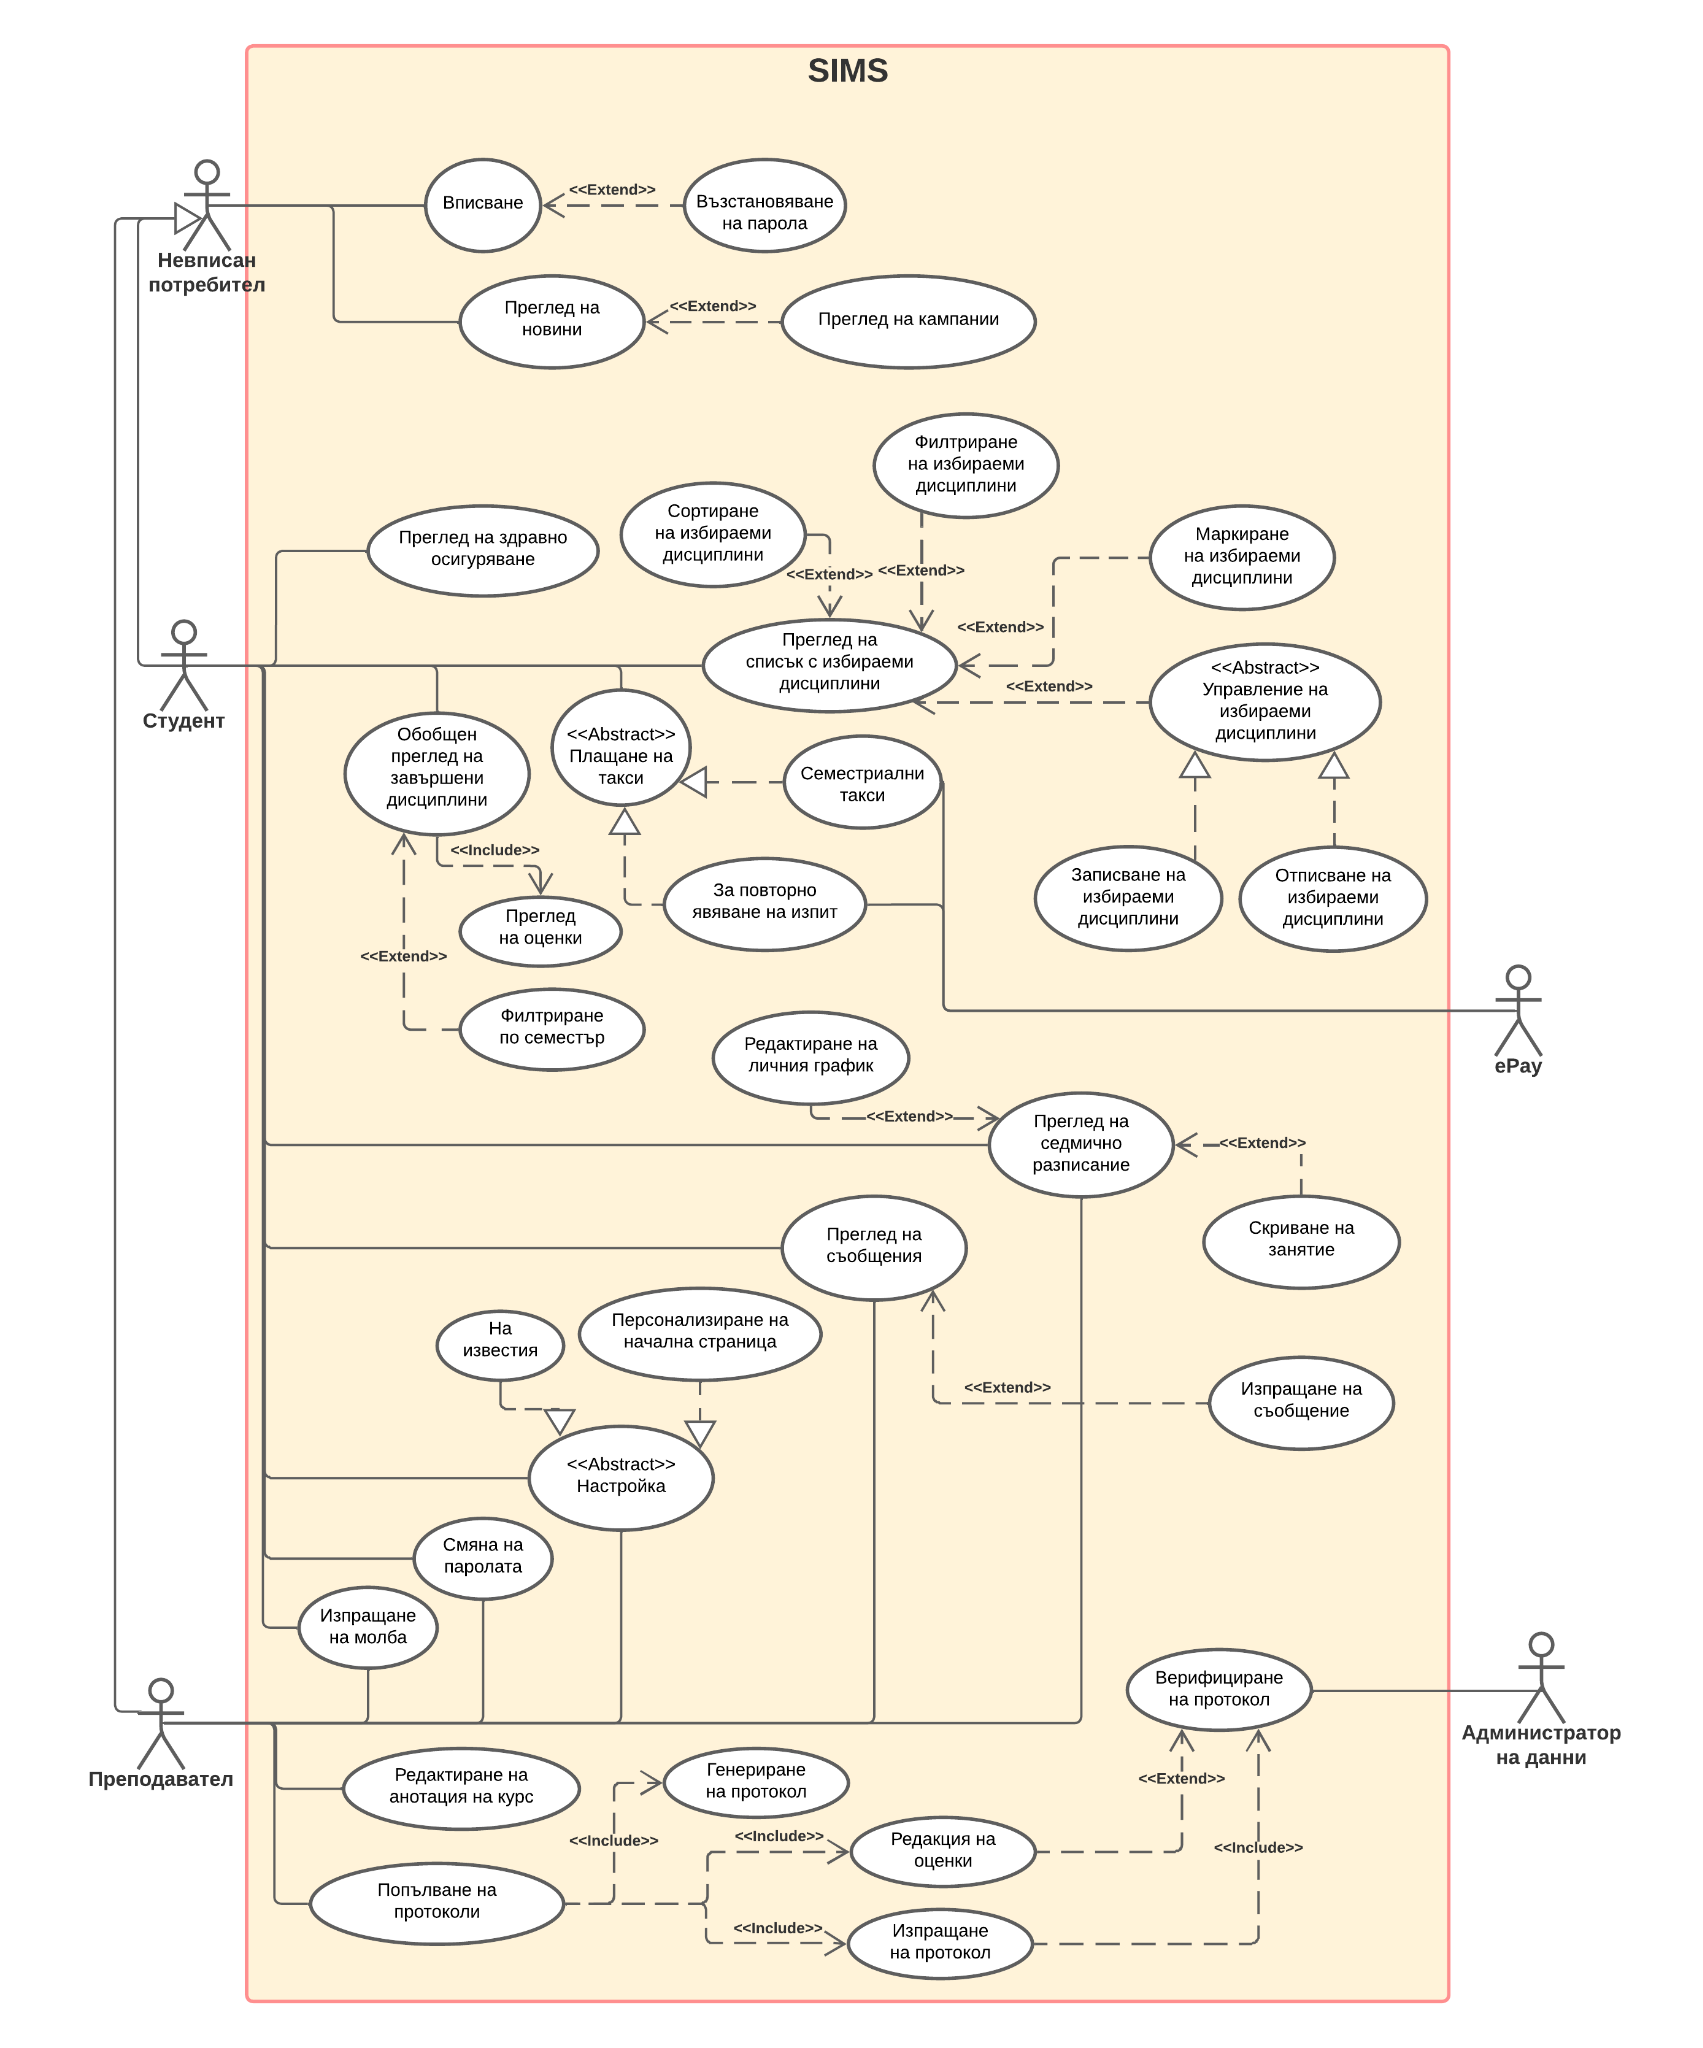 SIMS
Вписване
<<Extend>>
Възстановяване
на парола
Невписан
потребител
Преглед на
новини
<<Extend>>
Преглед на кампании
Филтриране
на избираеми
дисциплини
Сортиране
на избираеми
дисциплини
Преглед на здравно
осигуряване
Маркиране
на избираеми
дисциплини
<<Extend>>
<<Extend>>
<<Extend>>
Преглед на
списък с избираеми
дисциплини
<<Abstract>>
Управление на
избираеми
дисциплини
<<Extend>>
Студент
Обобщен
преглед на
завършени
дисциплини
<<Abstract>>
Плащане на
такси
Семестриални
такси
<<Include>>
За повторно
явяване на изпит
Записване на
избираеми
дисциплини
Отписване на
избираеми
дисциплини
Преглед
на оценки
<<Extend>>
Филтриране
по семестър
Редактиране на
личния график
ePay
<<Extend>>
Преглед на
седмично
разписание
<<Extend>>
Преглед на
съобщения
Скриване на
занятие
На
известия
Персонализиране на
начална страница
<<Extend>>
Изпращане на
съобщение
<<Abstract>>
Настройка
Смяна на
паролата
Изпращане
на молба
Верифициране
на протокол
Администратор
на данни
Преподавател
Редактиране на
анотация на курс
Генериране
на протокол
<<Extend>>
<<Include>>
<<Include>>
Редакция на
оценки
<<Include>>
Попълване на
протоколи
<<Include>>
Изпращане
на протокол